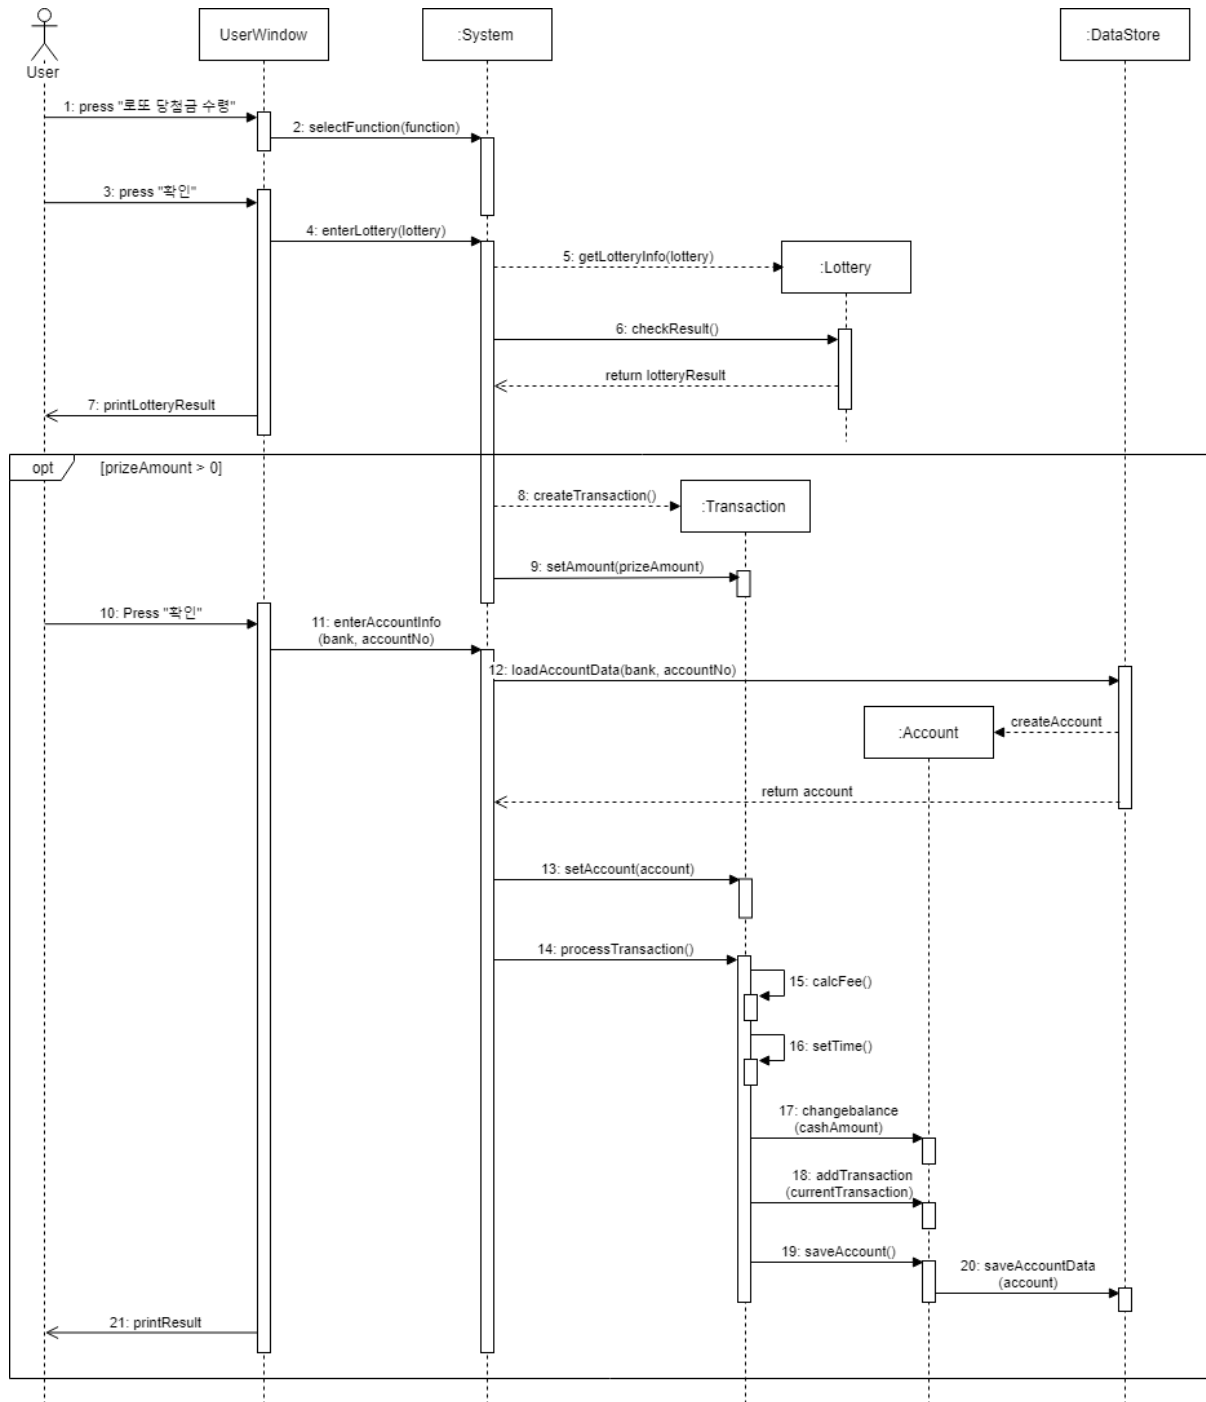 UserWindow
:System
:DataStore
User
1: press "로또 당첨금 수령"
2: selectFunction(function)
3: press "확인"
4: enterLottery(lottery)
5: getLotteryInfo(lottery)
:Lottery
6: checkResult()
return lotteryResult
7: printLotteryResult
opt
[prizeAmount > 0]
8: createTransaction()
:Transaction
9: setAmount(prizeAmount)
10: Press "확인"
11: enterAccountInfo
(bank, accountNo)
12: loadAccountData(bank, accountNo)
createAccount
:Account
return account
13: setAccount(account)
14: processTransaction()
15: calcFee()
16: setTime()
17: changebalance
(cashAmount)
18: addTransaction
(currentTransaction)
19: saveAccount()
20: saveAccountData
(account)
21: printResult